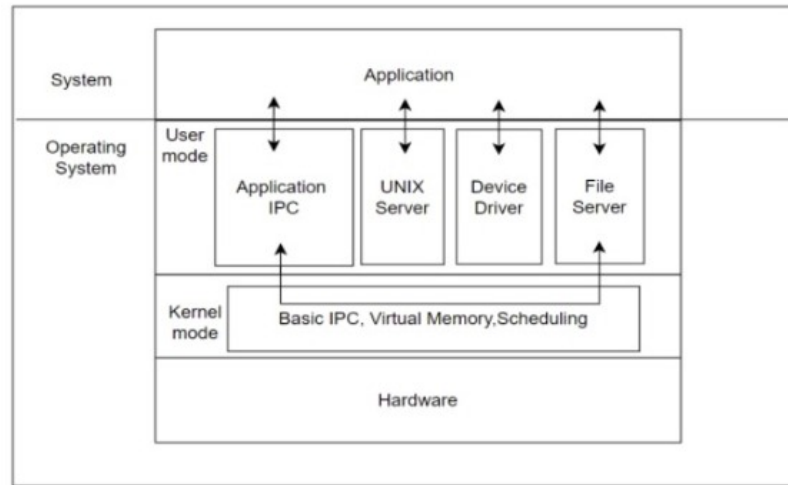 System
Application
Operating
System
User
mode
Application
IPC
UNIX
Server
Device
Driver
File
Server
Kernel
mode
Basic IPC, Virtual Memory,Scheduling
Hardware